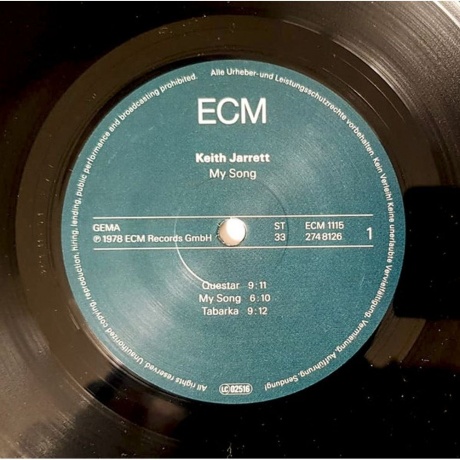 Alle Urheber- und Leistungsschutzrechte vorbehalten. Kein Verleih! Keine unerlaubte Vervielfältigung, Vermietung, Aufführung, Sendung!
ECM
Keith Jarrett
My Song
GEMA ST ECM 1115
℗ 1978 ECM Records GmbH 33 2748126 1
Questar 9:11
My Song 6:10
Tabarka 9:12
LC 02516
All rights reserved. Unauthorized copying, reproduction, hiring, lending, public performance and broadcasting prohibited.